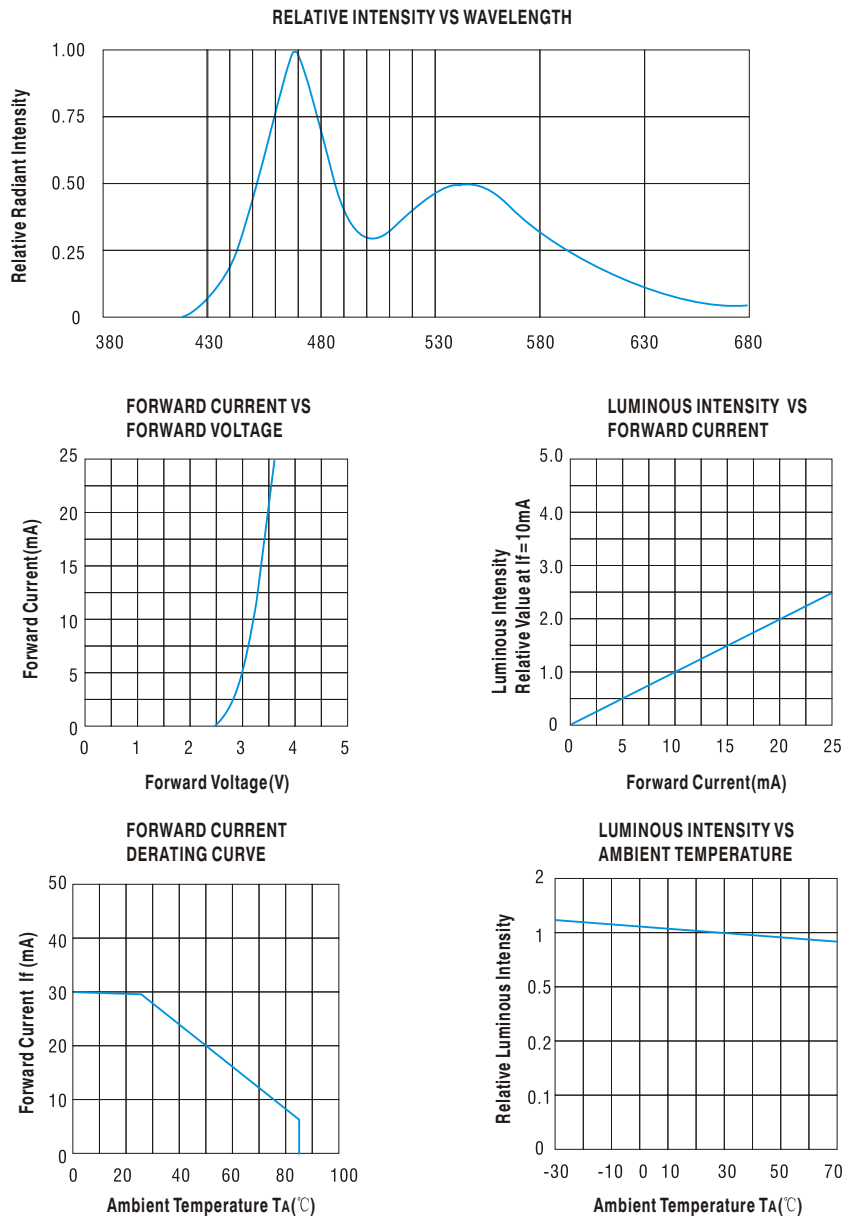 RELATIVE INTENSITY VS WAVELENGTH
Relative Radiant Intensity
1.00
0.75
0.50
0.25
0
380 430 480 530 580 630 680
FORWARD CURRENT VS
FORWARD VOLTAGE
Forward Current(mA)
25
20
15
10
5
0
0 1 2 3 4 5
Forward Voltage(V)
LUMINOUS INTENSITY VS
FORWARD CURRENT
Luminous Intensity
Relative Value at If=10mA
5.0
4.0
3.0
2.0
1.0
0
0 5 10 15 20 25
Forward Current(mA)
FORWARD CURRENT
DERATING CURVE
Forward Current If (mA)
50
40
30
20
10
0
0 20 40 60 80 100
Ambient Temperature TA(℃)
LUMINOUS INTENSITY VS
AMBIENT TEMPERATURE
Relative Luminous Intensity
2
1
0.5
0.2
0.1
0
-30 -10 0 10 30 50 70
Ambient Temperature TA(℃)